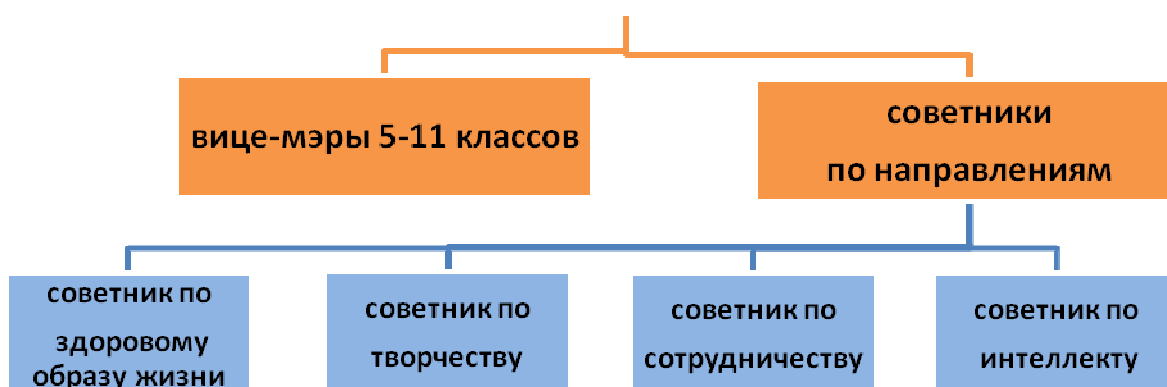 вице-мэры 5-11 классов
советники
по направлениям
советник по
здоровому
образу жизни
советник по
творчеству
советник по
сотрудничеству
советник по
интеллекту